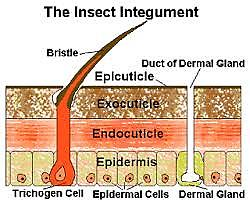 The Insect Integument
Bristle
Duct of Dermal Gland
Epicuticle
Exocuticle
Endocuticle
Epidermis
Trichogen Cell
Epidermal Cells
Dermal Gland